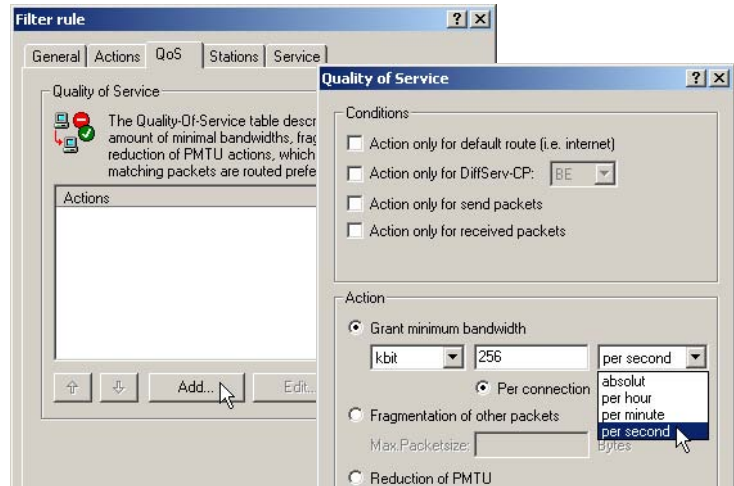 Filter rule
General Actions QoS Stations Service
Quality of Service
The Quality-Of-Service table descr
amount of minimal bandwidths, frag
reduction of PMTU actions, which
matching packets are routed prefe
Actions
Add...
Edit...
Quality of Service
Conditions
Action only for default route (i.e. internet)
Action only for DiffServ-CP: BE
Action only for send packets
Action only for received packets
Action
Grant minimum bandwidth
kbit 256 per second
Per connection
absolut
per hour
per minute
per second
Fragmentation of other packets
Max.Packetsize: Bytes
Reduction of PMTU